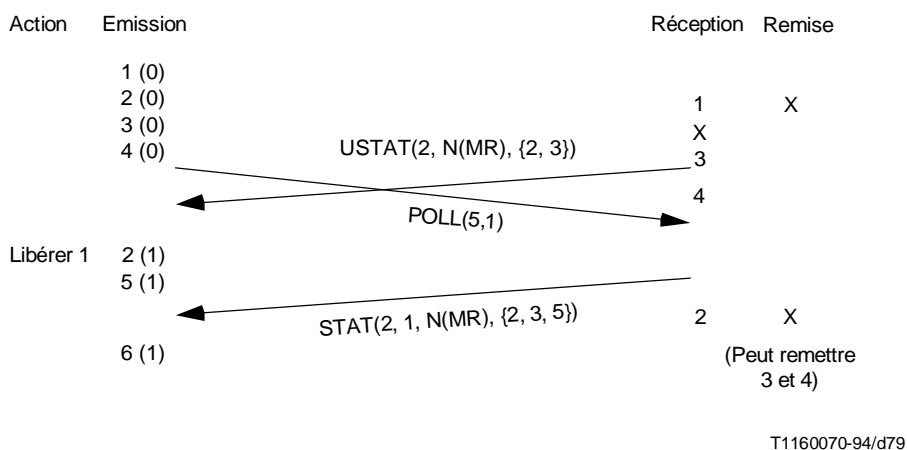 Action Emission Réception Remise
1 (0)
2 (0) 1 X
3 (0) X
4 (0) USTAT(2, N(MR), {2, 3}) 3
4
POLL(5,1)
Libérer 1 2 (1)
5 (1)
STAT(2, 1, N(MR), {2, 3, 5}) 2 X
6 (1) (Peut remettre
3 et 4)
T1160070-94/d79